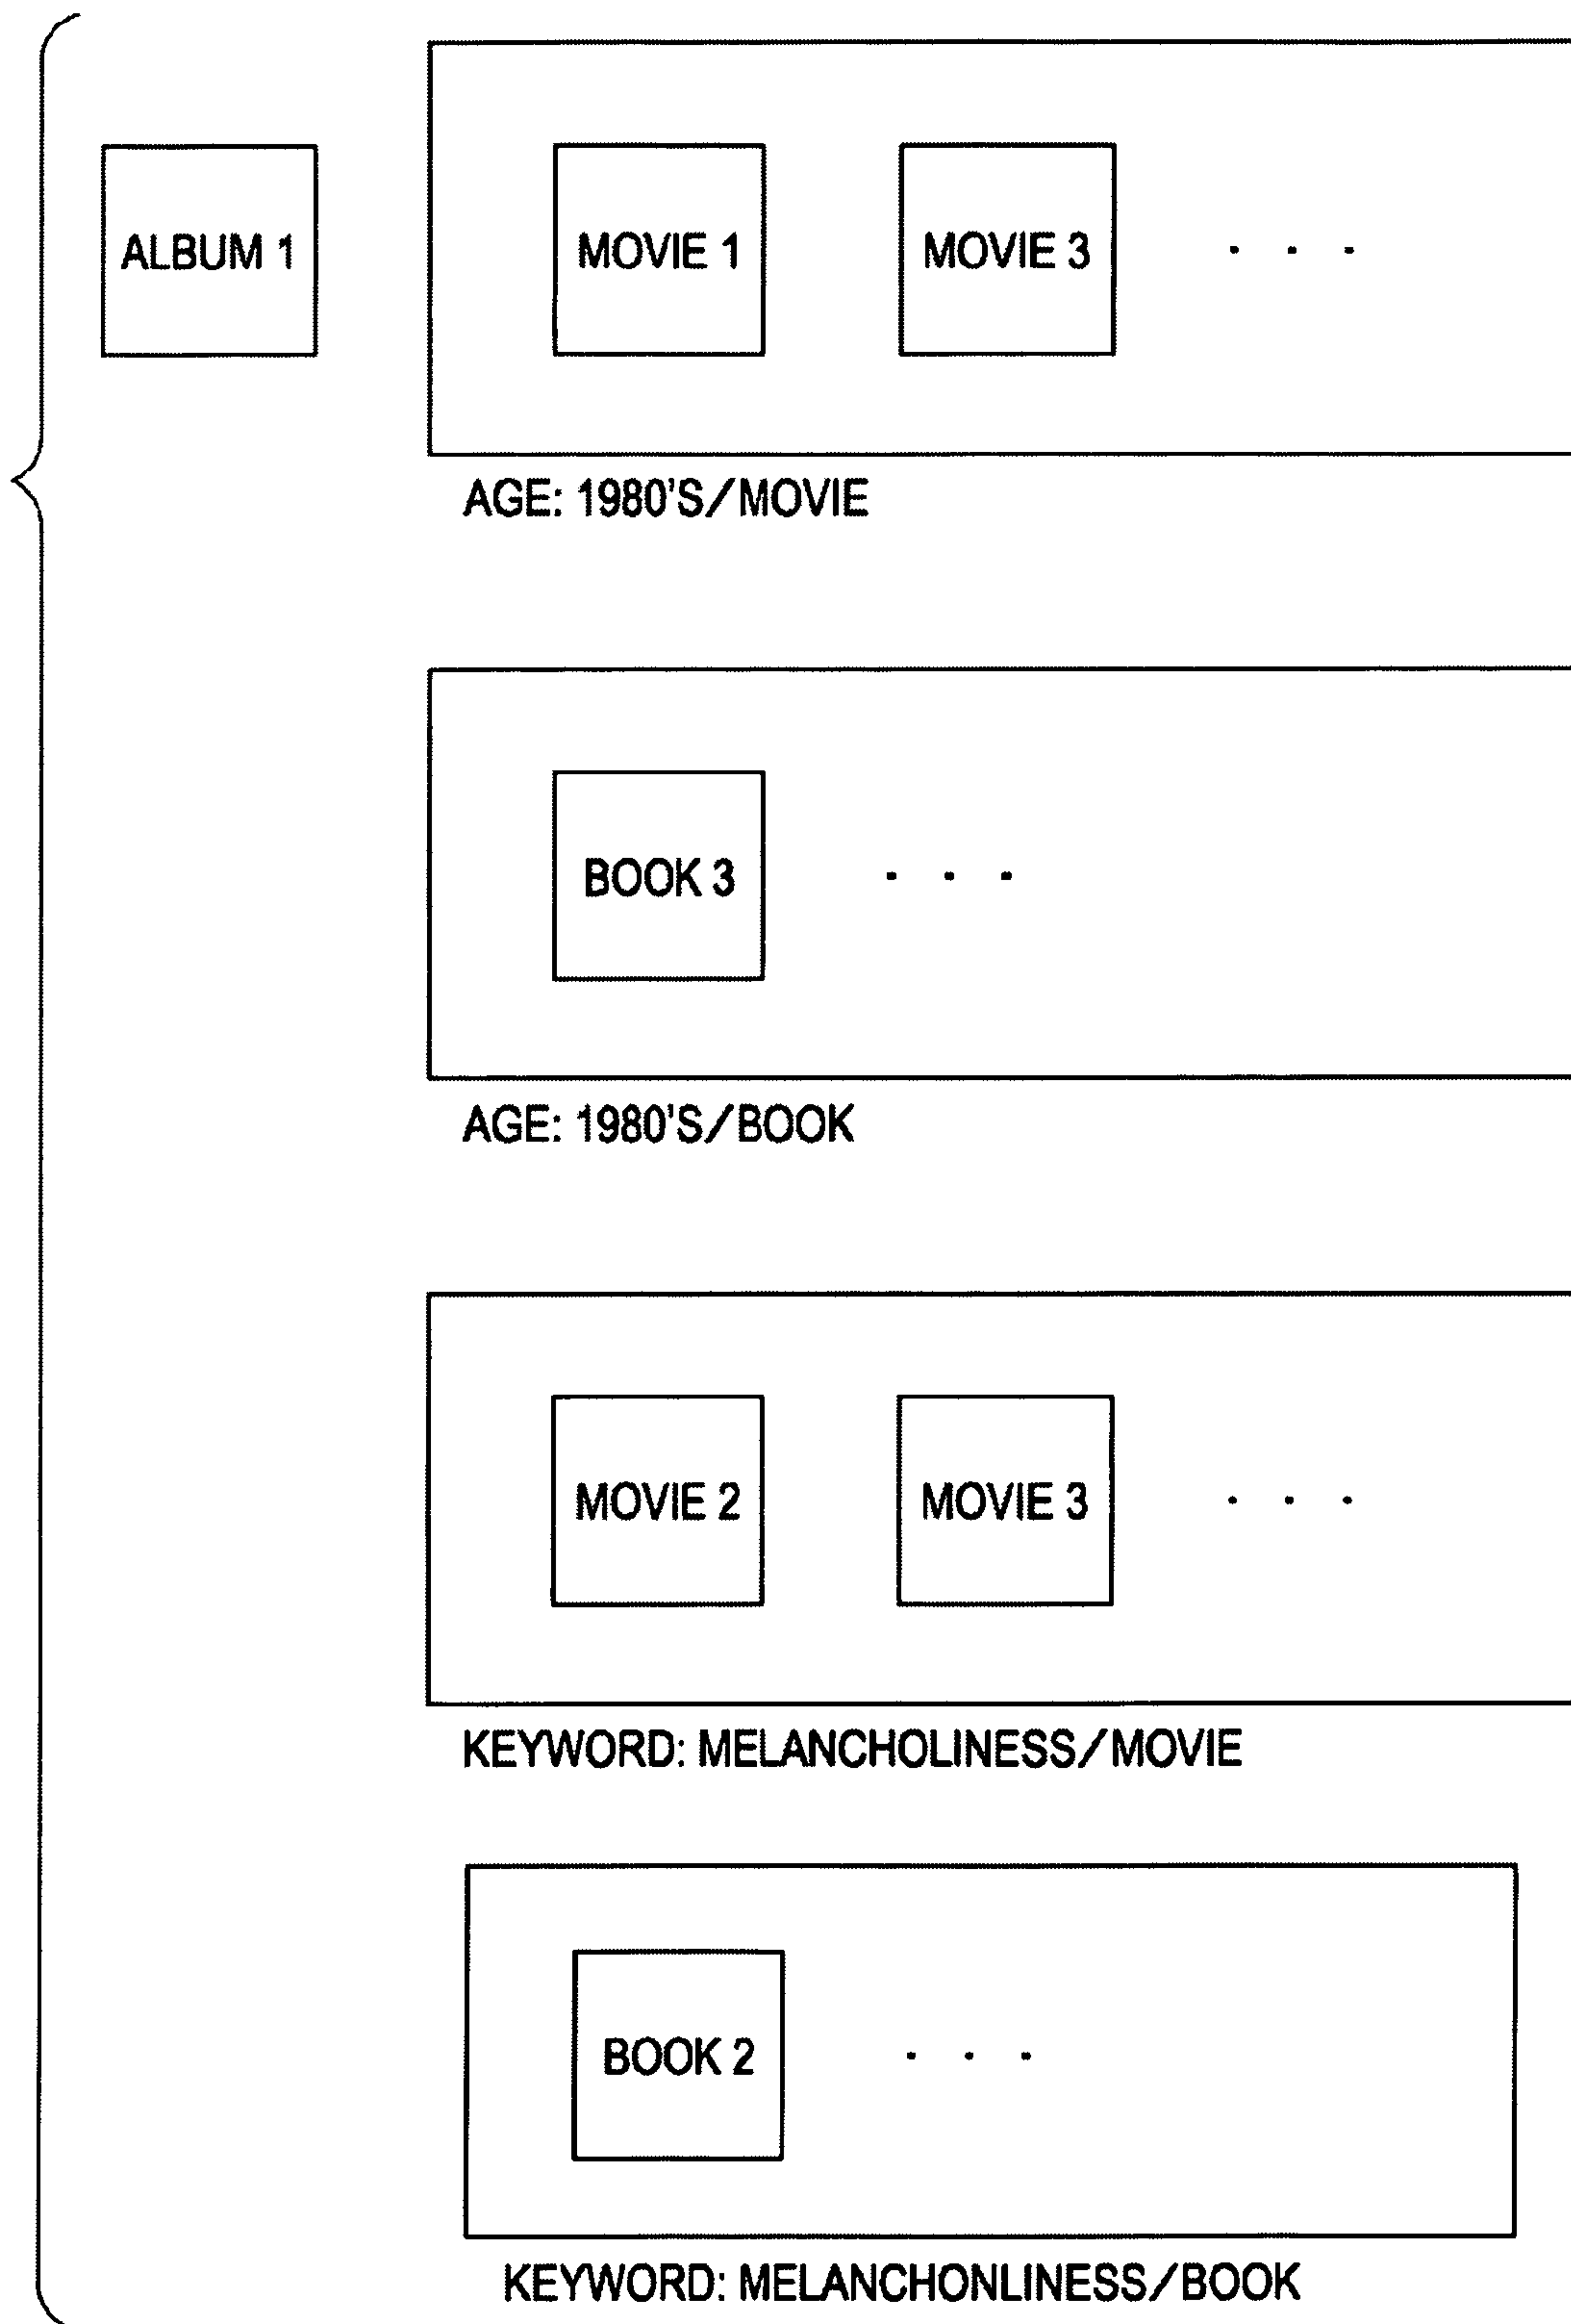 ALBUM 1
MOVIE 1
MOVIE 3
. . .
AGE: 1980'S/MOVIE
BOOK 3
. . .
AGE: 1980'S/BOOK
MOVIE 2
MOVIE 3
. . .
KEYWORD: MELANCHOLINESS/MOVIE
BOOK 2
. . .
KEYWORD: MELANCHONLINESS/BOOK